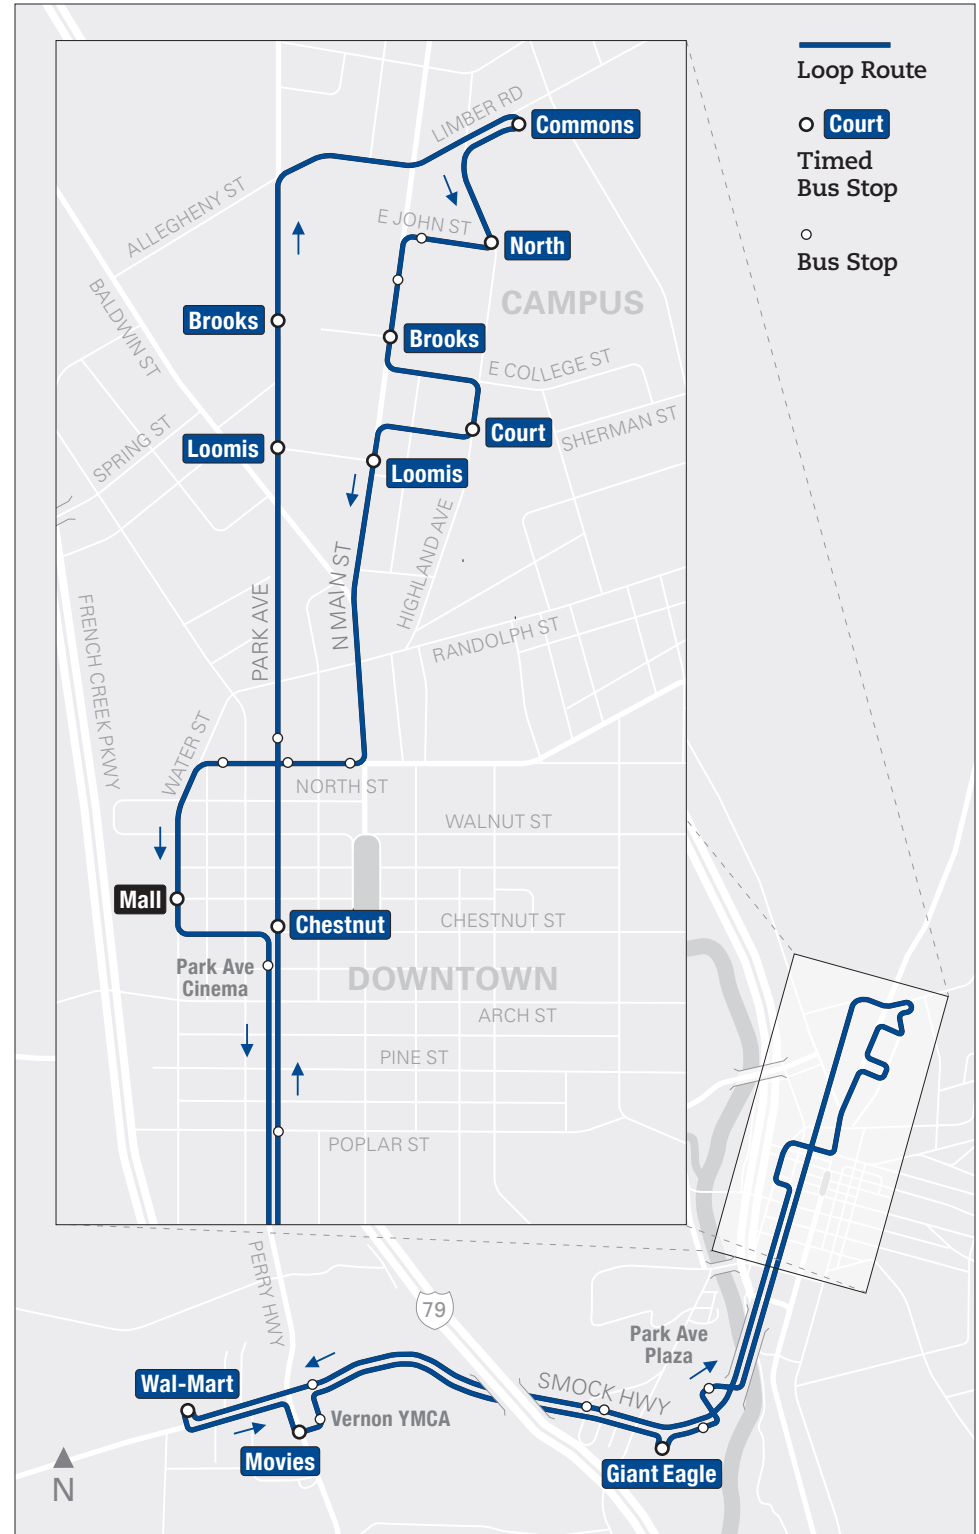 Loop Route
Court
Timed
Bus Stop
Bus Stop
LIMBER RD
Commons
ALLEGHENY ST
E JOHN ST
North
CAMPUS
BALDWIN ST
Brooks
Brooks
E COLLEGE ST
SHERMAN ST
SPRING ST
Loomis
Court
Loomis
HIGHLAND AVE
N MAIN ST
PARK AVE
FRENCH CREEK PKWY
RANDOLPH ST
WATER ST
NORTH ST
WALNUT ST
Mall
Chestnut
CHESTNUT ST
Park Ave
Cinema
DOWNTOWN
ARCH ST
PINE ST
POPLAR ST
PERRY HWY
79
Park Ave
Plaza
Wal-Mart
SMOCK HWY
Vernon YMCA
Movies
Giant Eagle
N